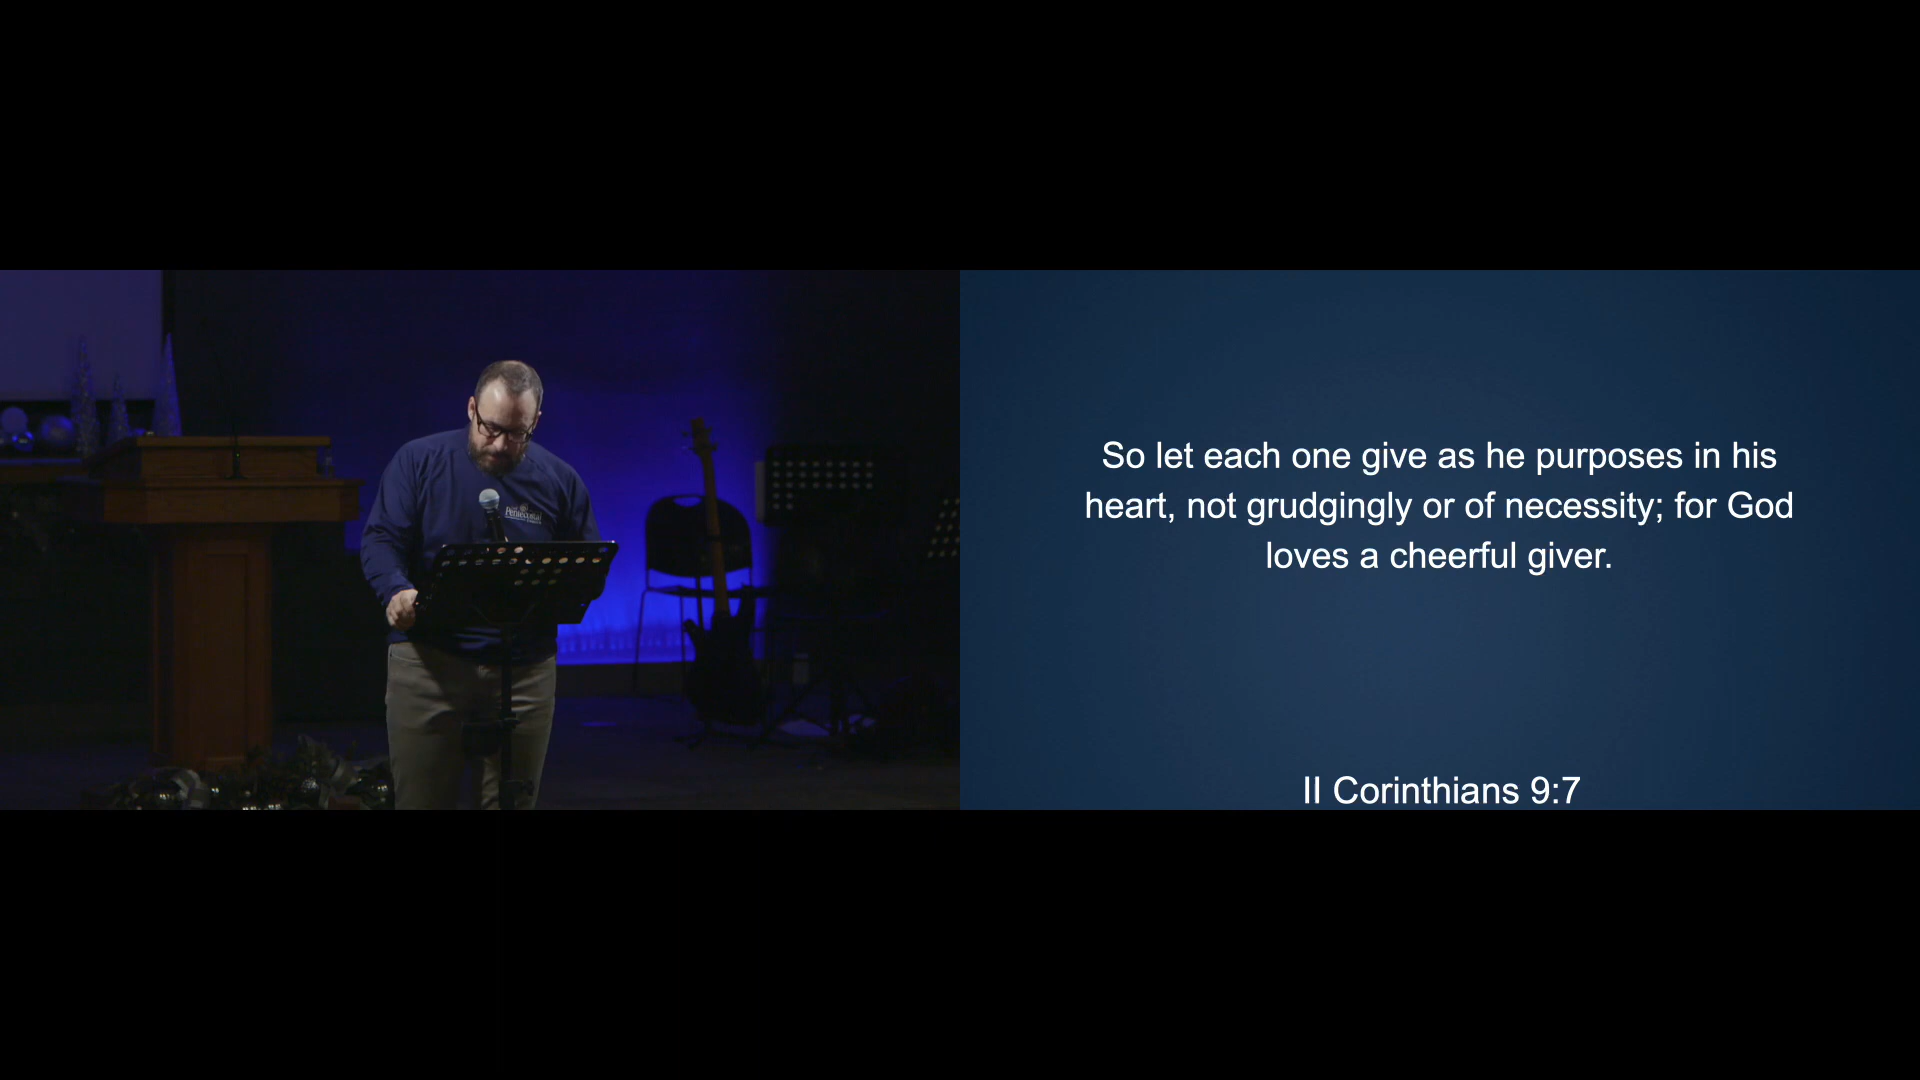 Pentecostal
So let each one give as he purposes in his
heart, not grudgingly or of necessity; for God
loves a cheerful giver.
II Corinthians 9:7